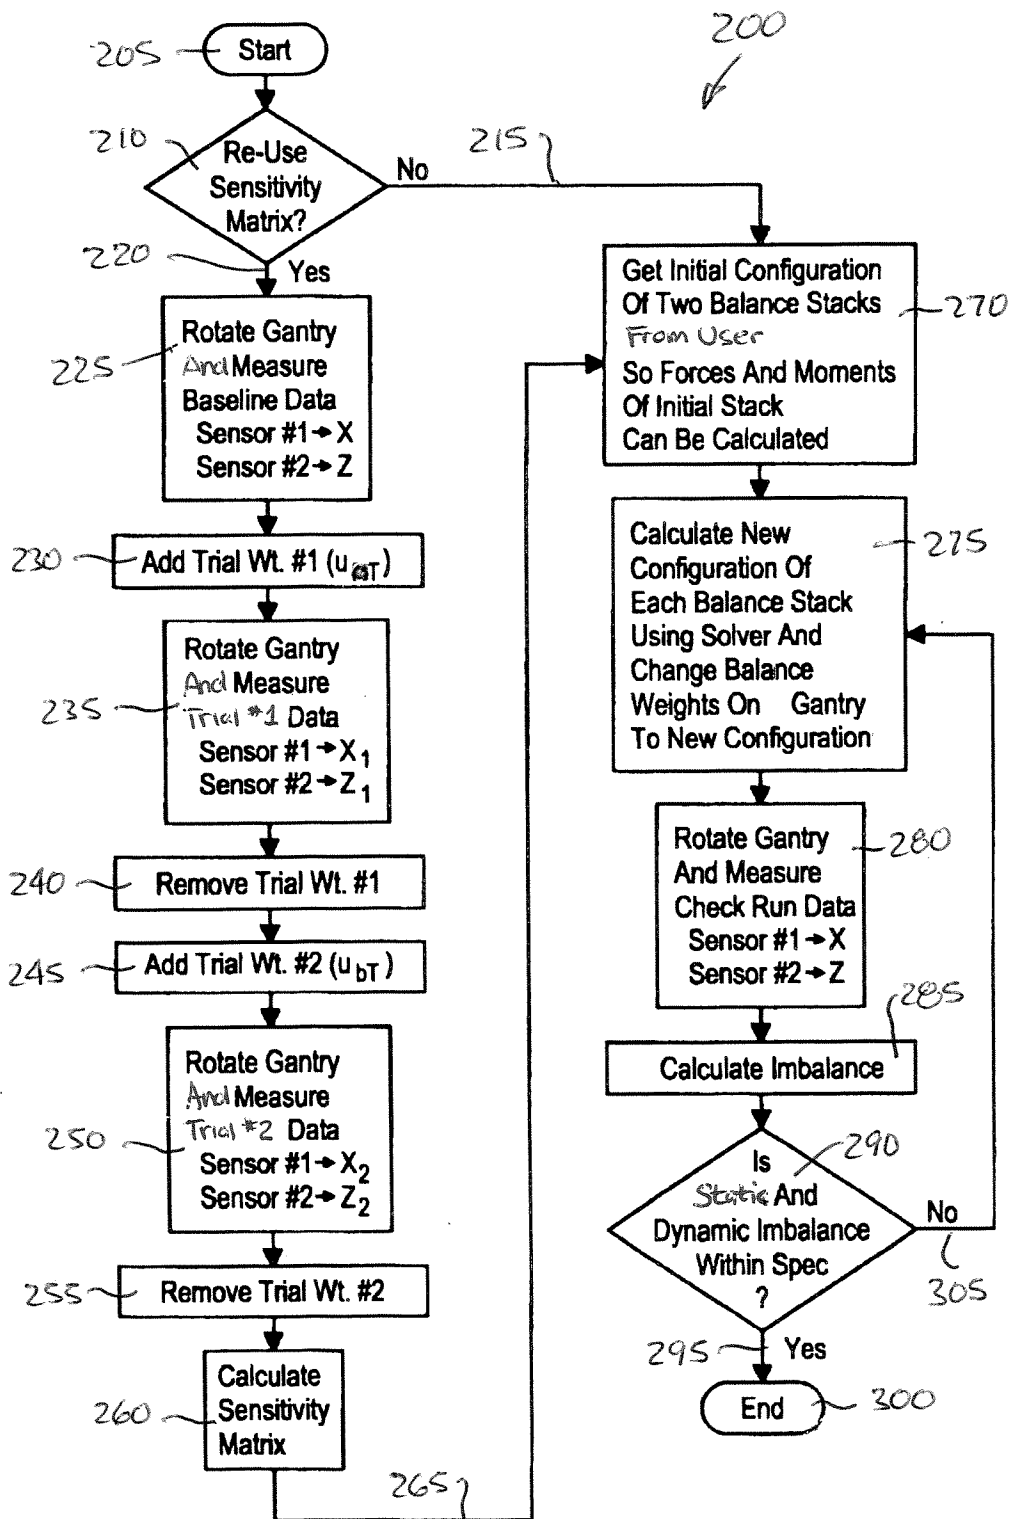 200
205
Start
210
Re-Use
Sensitivity
Matrix?
No
215
220
Yes
225
Rotate Gantry
And Measure
Baseline Data
Sensor #1→X
Sensor #2→Z
230
Add Trial Wt. #1 (u aT)
235
Rotate Gantry
And Measure
Trial #1 Data
Sensor #1→X1
Sensor #2→Z1
240
Remove Trial Wt. #1
245
Add Trial Wt. #2 (u bT)
250
Rotate Gantry
And Measure
Trial #2 Data
Sensor #1→X2
Sensor #2→Z2
255
Remove Trial Wt. #2
260
Calculate
Sensitivity
Matrix
265
Get Initial Configuration
Of Two Balance Stacks
From User
So Forces And Moments
Of Initial Stack
Can Be Calculated
270
Calculate New
Configuration Of
Each Balance Stack
Using Solver And
Change Balance
Weights On Gantry
To New Configuration
275
Rotate Gantry
And Measure
Check Run Data
Sensor #1→X
Sensor #2→Z
280
285
Calculate Imbalance
290
Is
Static And
Dynamic Imbalance
Within Spec
?
No
305
295
Yes
End
300